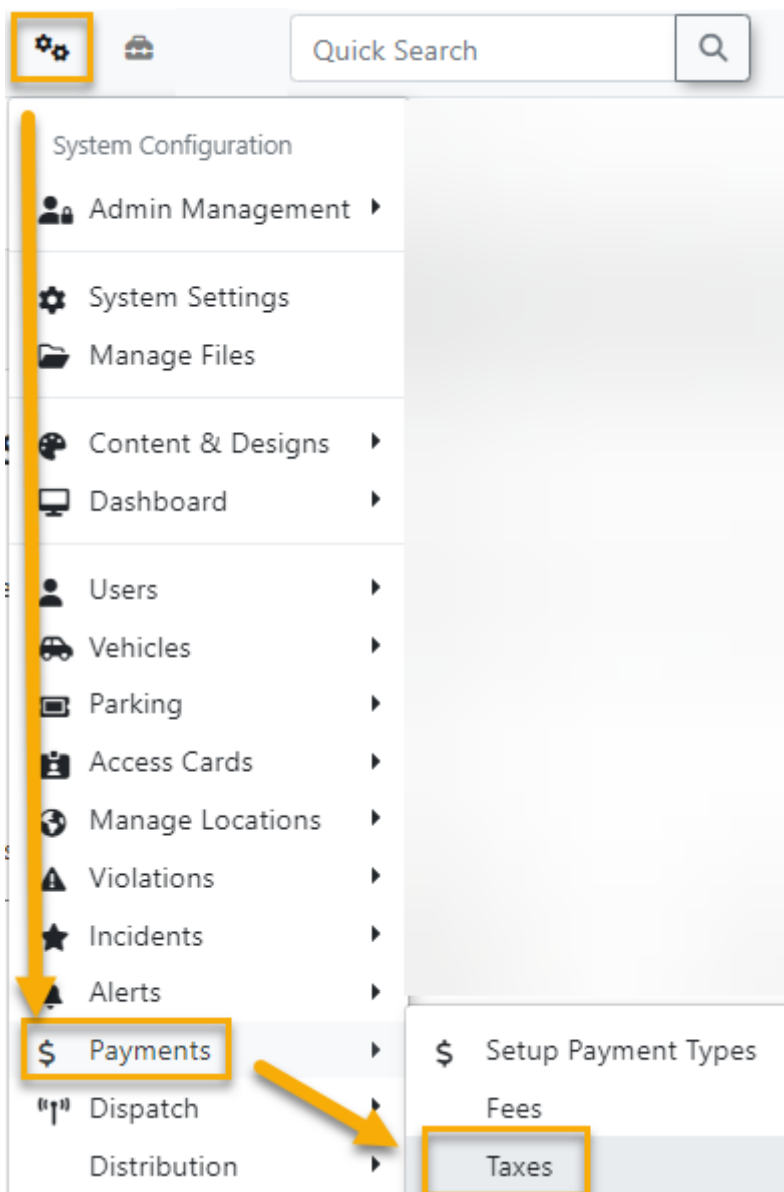 Quick Search
System Configuration
Admin Management
System Settings
Manage Files
Content & Designs
Dashboard
Users
Vehicles
Parking
Access Cards
Manage Locations
Violations
Incidents
Alerts
$ Payments
$ Setup Payment Types
Dispatch
Fees
Distribution
Taxes